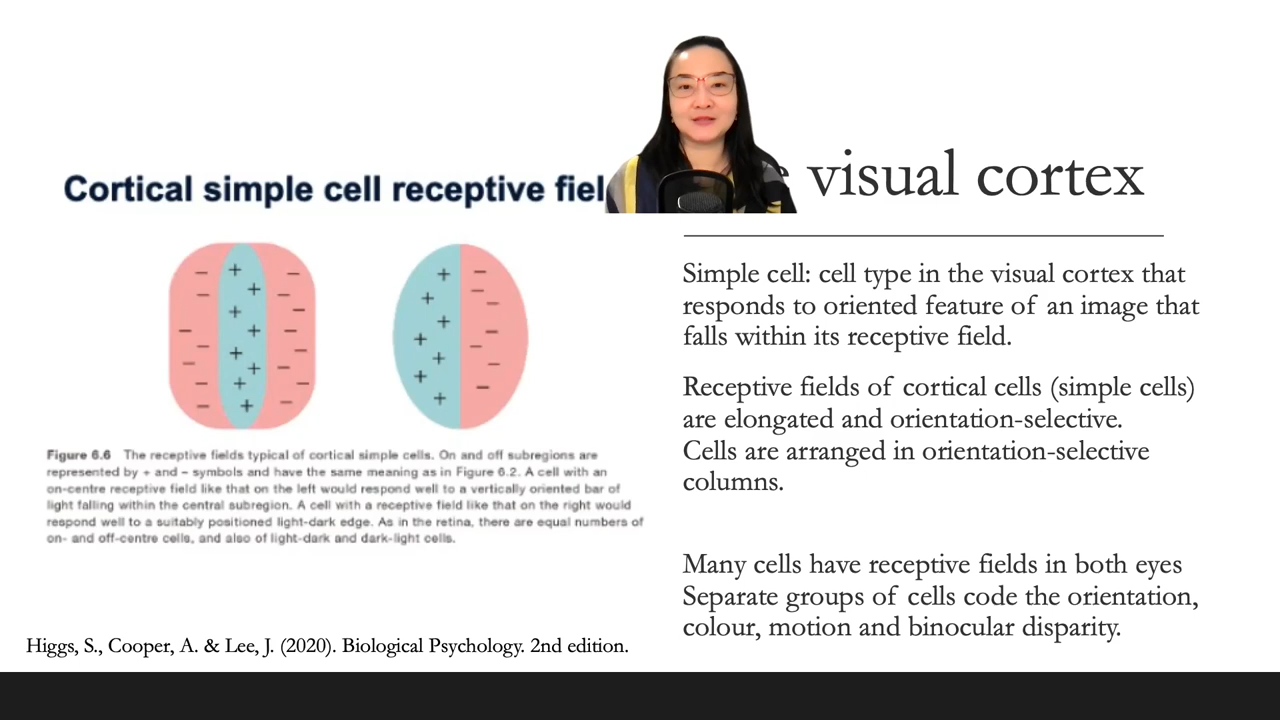 Cortical simple cell receptive
visual cortex
Figure 6.6 The receptive fields typical of cortical simple cells. On and off subregions are
represented by + and − symbols and have the same meaning as in Figure 6.2. A cell with an
on-centre receptive field like that on the left would respond well to a vertically oriented bar of
light falling within the central subregion. A cell with a receptive field like that on the right would
respond well to a suitably positioned light-dark edge. As in the retina, there are equal numbers of
on- and off-centre cells, and also of light-dark and dark-light cells.
Simple cell: cell type in the visual cortex that
responds to oriented feature of an image that
falls within its receptive field.
Receptive fields of cortical cells (simple cells)
are elongated and orientation-selective.
Cells are arranged in orientation-selective
columns.
Many cells have receptive fields in both eyes
Separate groups of cells code the orientation,
colour, motion and binocular disparity.
Higgs, S., Cooper, A. & Lee, J. (2020). Biological Psychology. 2nd edition.